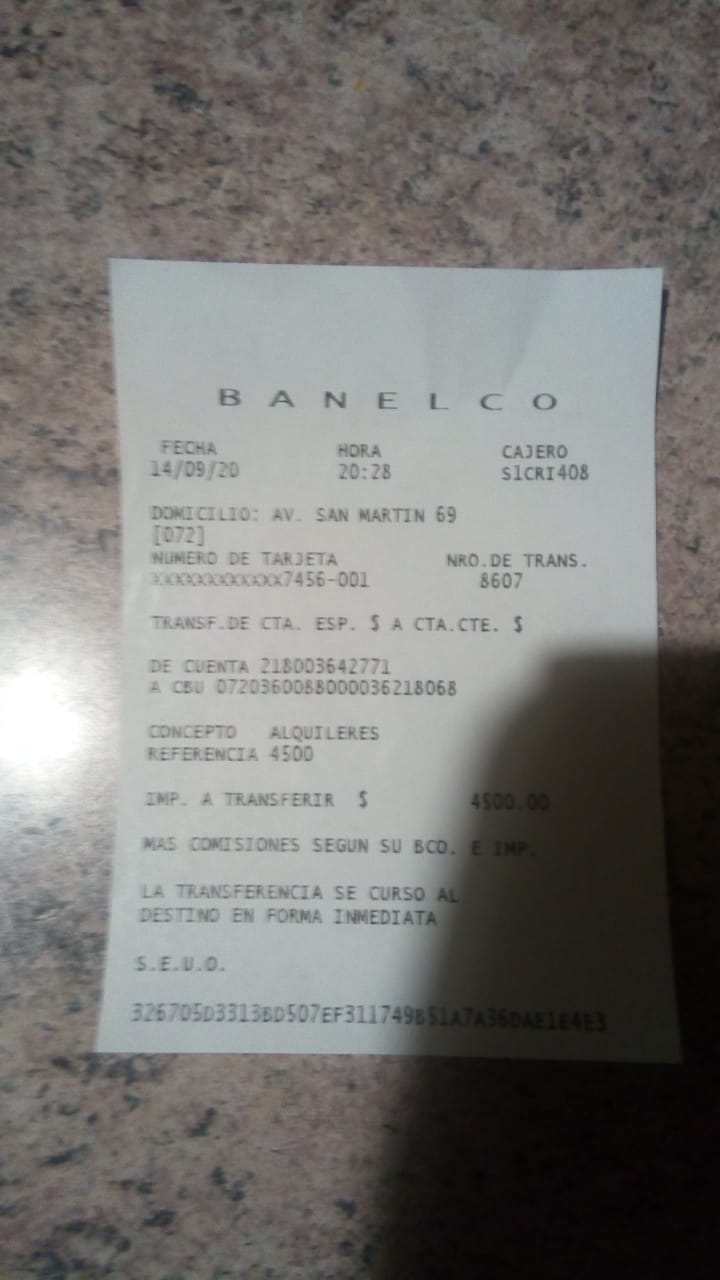 BANELCO
FECHA HORA CAJERO
14/09/20 20:28 S1CRI408
DOMICILIO: AV. SAN MARTIN 69
[072]
NUMERO DE TARJETA NRO.DE TRANS.
XXXXXXXXXXXX7456-001 8607
TRANSF.DE CTA. ESP. $ A CTA.CTE. $
DE CUENTA 218003642771
A CBU 0720360088000036218068
CONCEPTO ALQUILERES
REFERENCIA 4500
IMP. A TRANSFERIR $ 4500.00
MAS COMISIONES SEGUN SU BCO. E IMP.
LA TRANSFERENCIA SE CURSO AL
DESTINO EN FORMA INMEDIATA
S.E.U.O.
326705D3313BD507EF311749B51A7A36DAE1E4E3